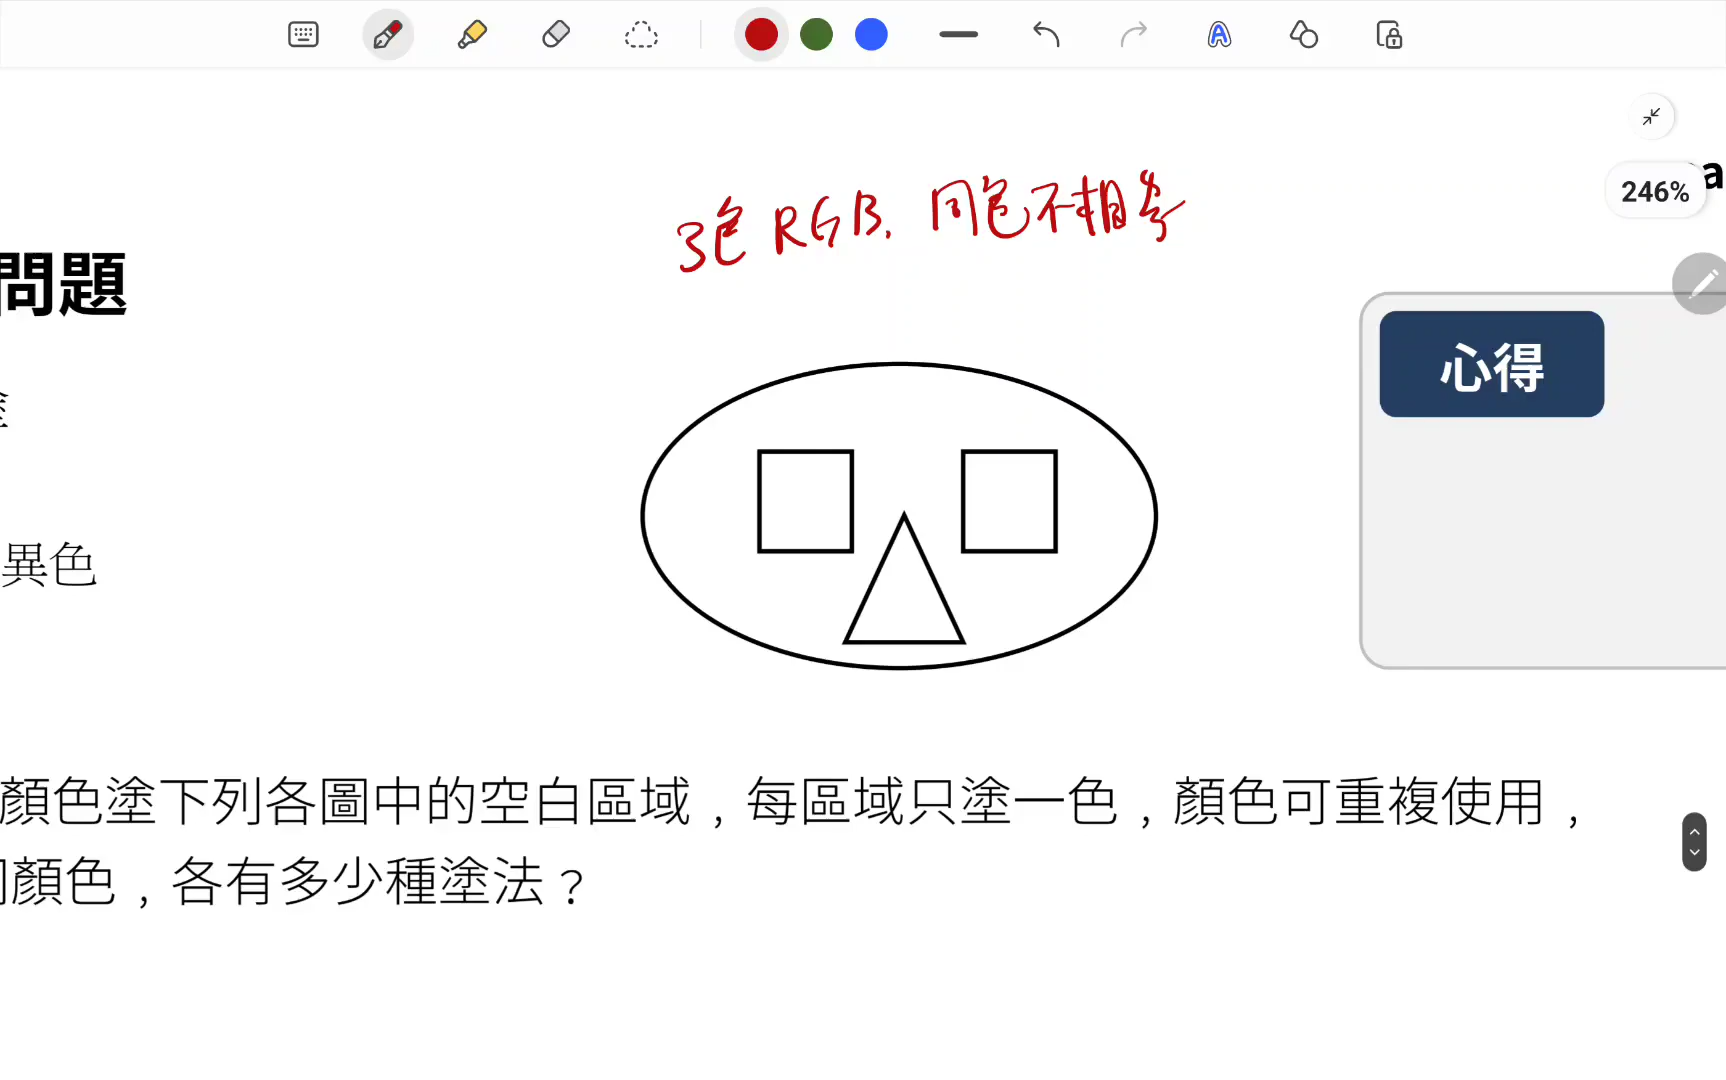 246%
a
3色 RGB. 同色不相鄰
問題
心得
異色
顏色塗下列各圖中的空白區域，每區域只塗一色，顏色可重複使用，
顏色，各有多少種塗法？